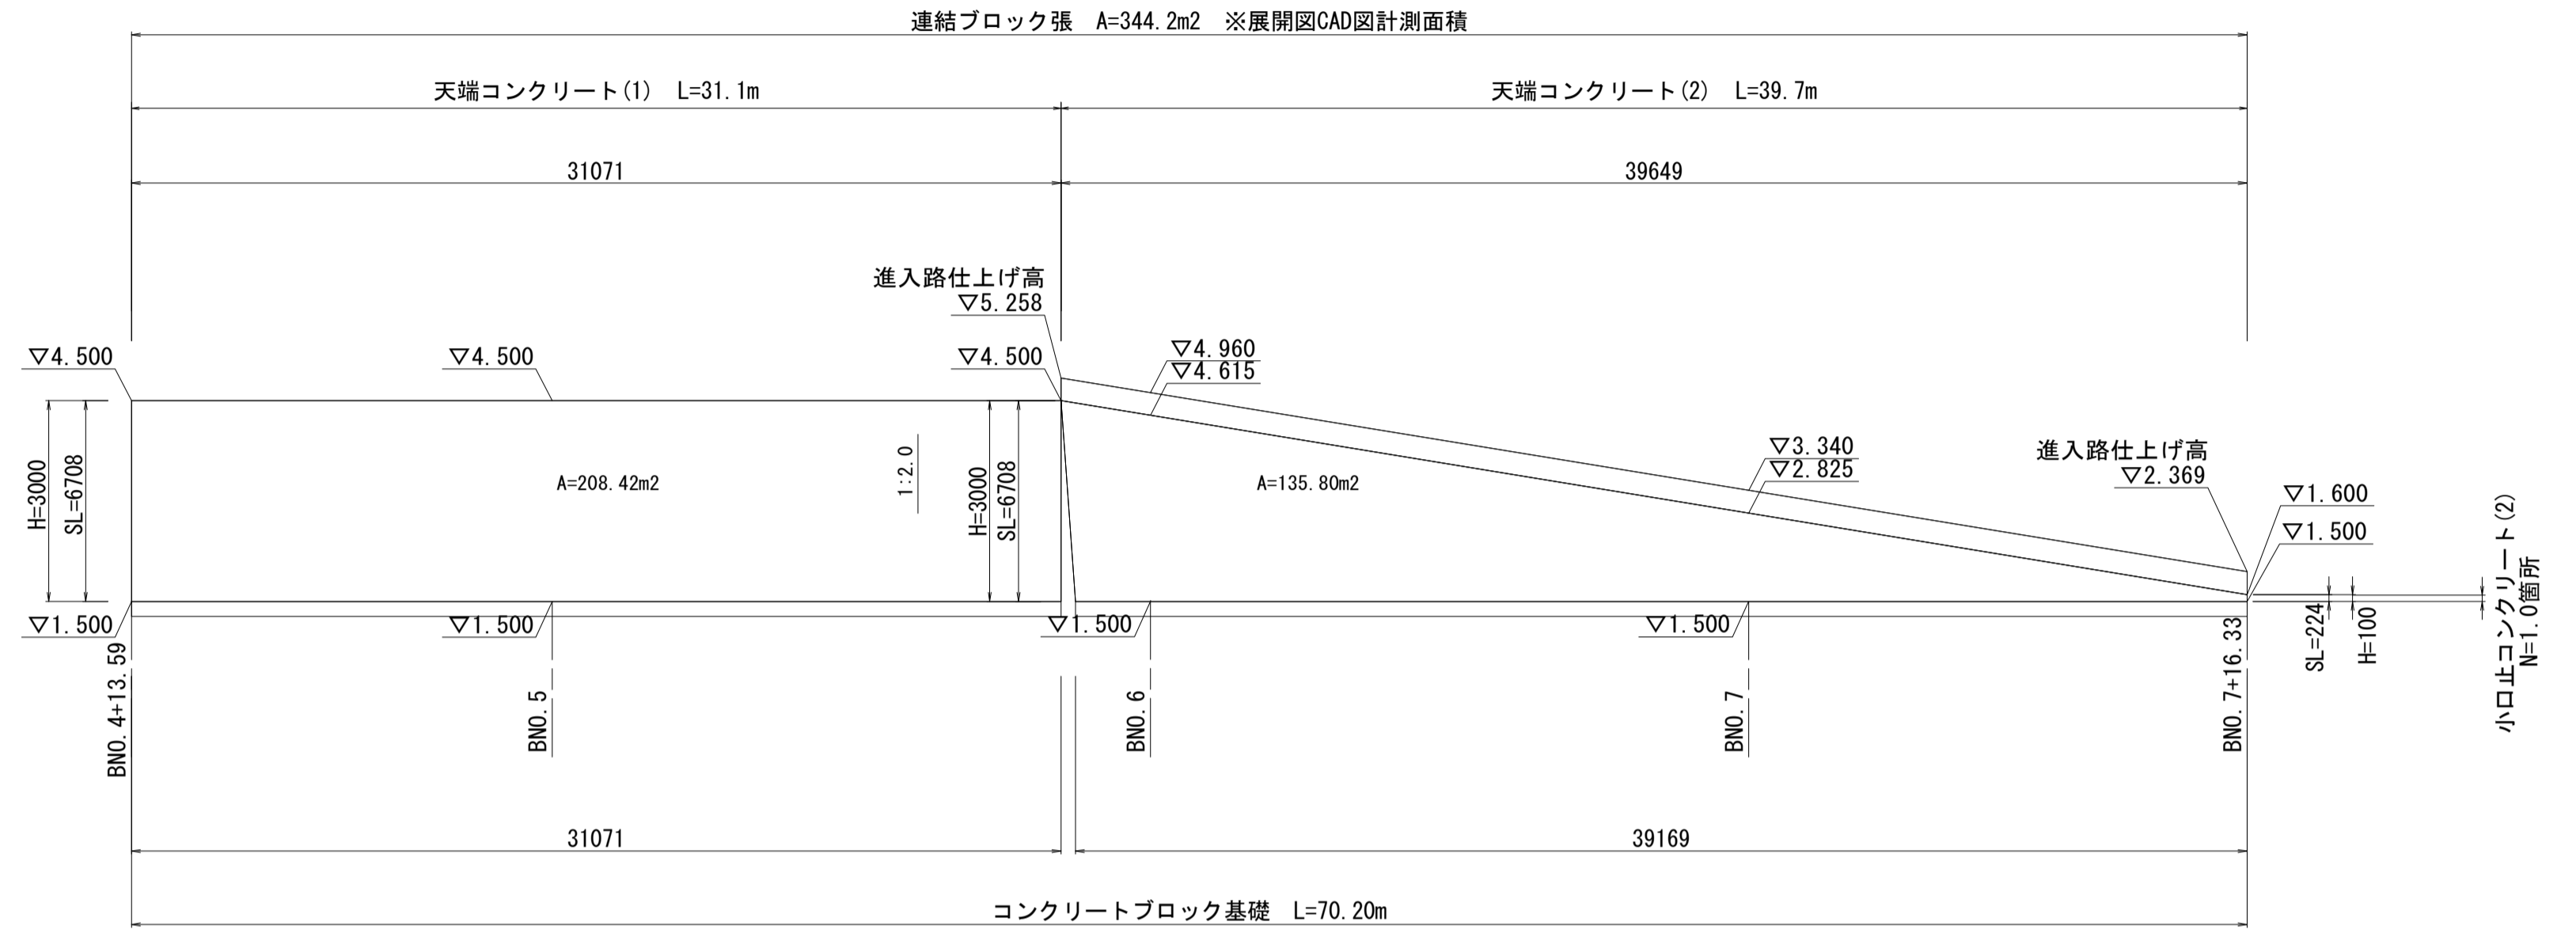 連結ブロック張　A=344.2m2　※展開図CAD図計測面積
天端コンクリート(1)　L=31.1m
天端コンクリート(2)　L=39.7m
31071
39649
進入路仕上げ高
▽5.258
▽4.500
▽4.500
▽4.500
▽4.960
▽4.615
▽3.340
▽2.825
進入路仕上げ高
▽2.369
▽1.600
▽1.500
H=3000
SL=6708
A=208.42m2
1:2.0
H=3000
SL=6708
A=135.80m2
▽1.500
▽1.500
▽1.500
▽1.500
SL=224
H=100
小口止コンクリート(2)
N=1.0箇所
BNO.4+13.59
BNO.5
BNO.6
BNO.7
BNO.7+16.33
31071
39169
コンクリートブロック基礎　L=70.20m